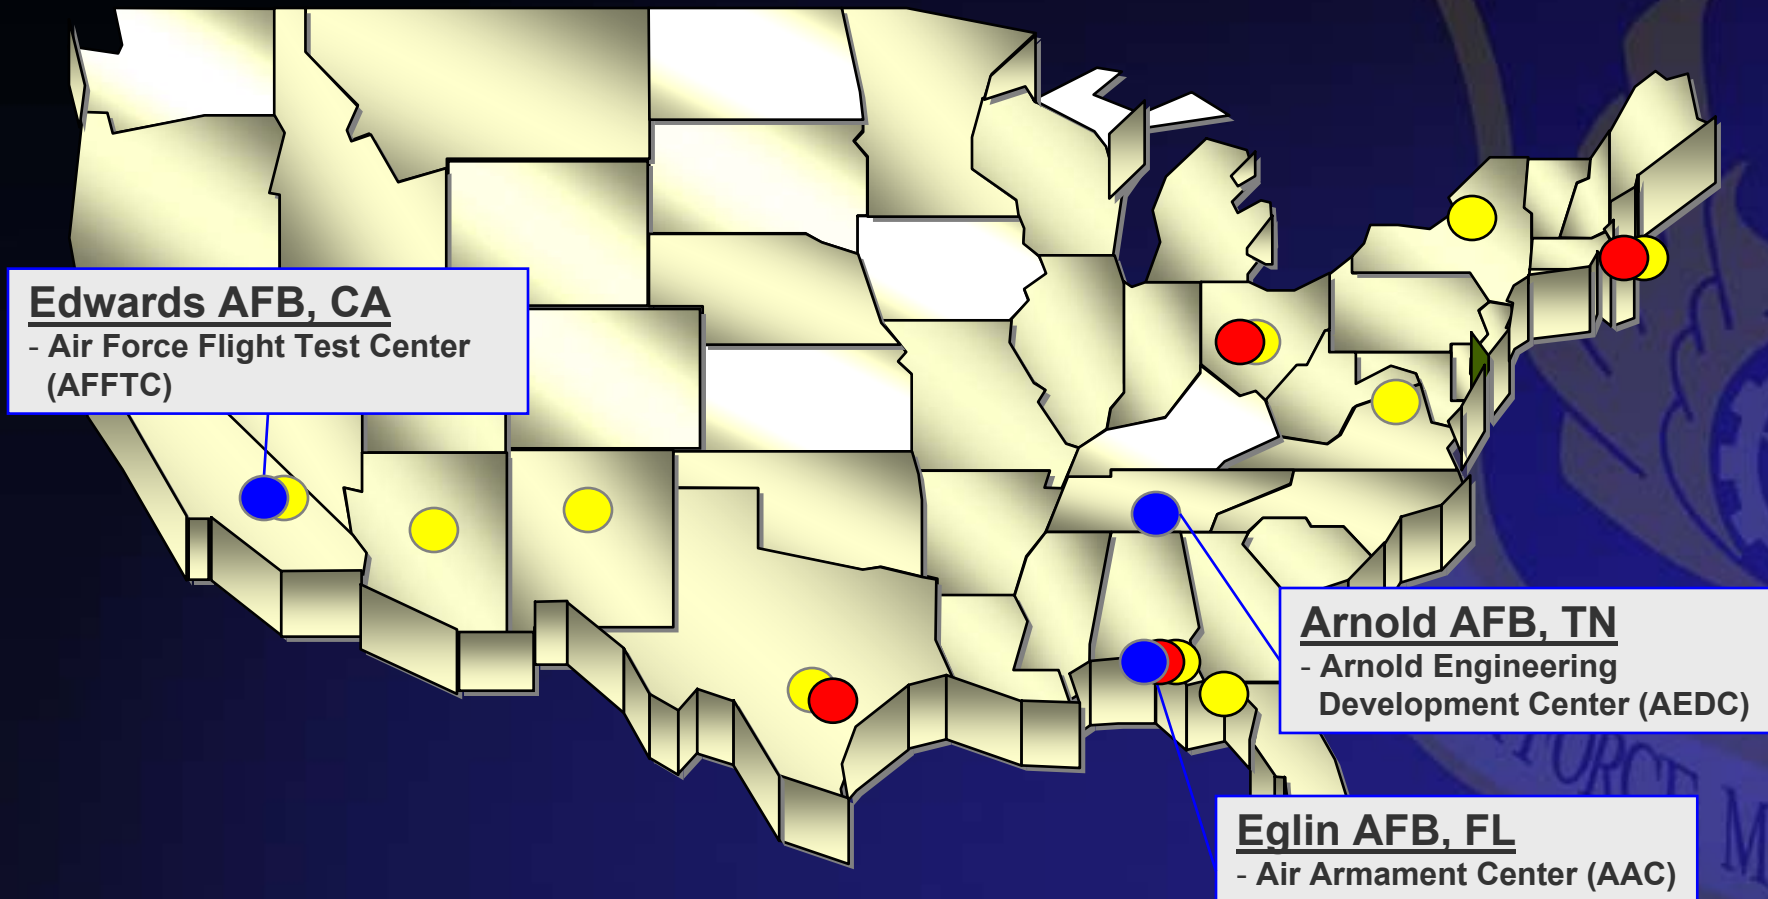 Edwards AFB, CA
- Air Force Flight Test Center
(AFFTC)
Arnold AFB, TN
- Arnold Engineering
Development Center (AEDC)
Eglin AFB, FL
- Air Armament Center (AAC)
FORCE M